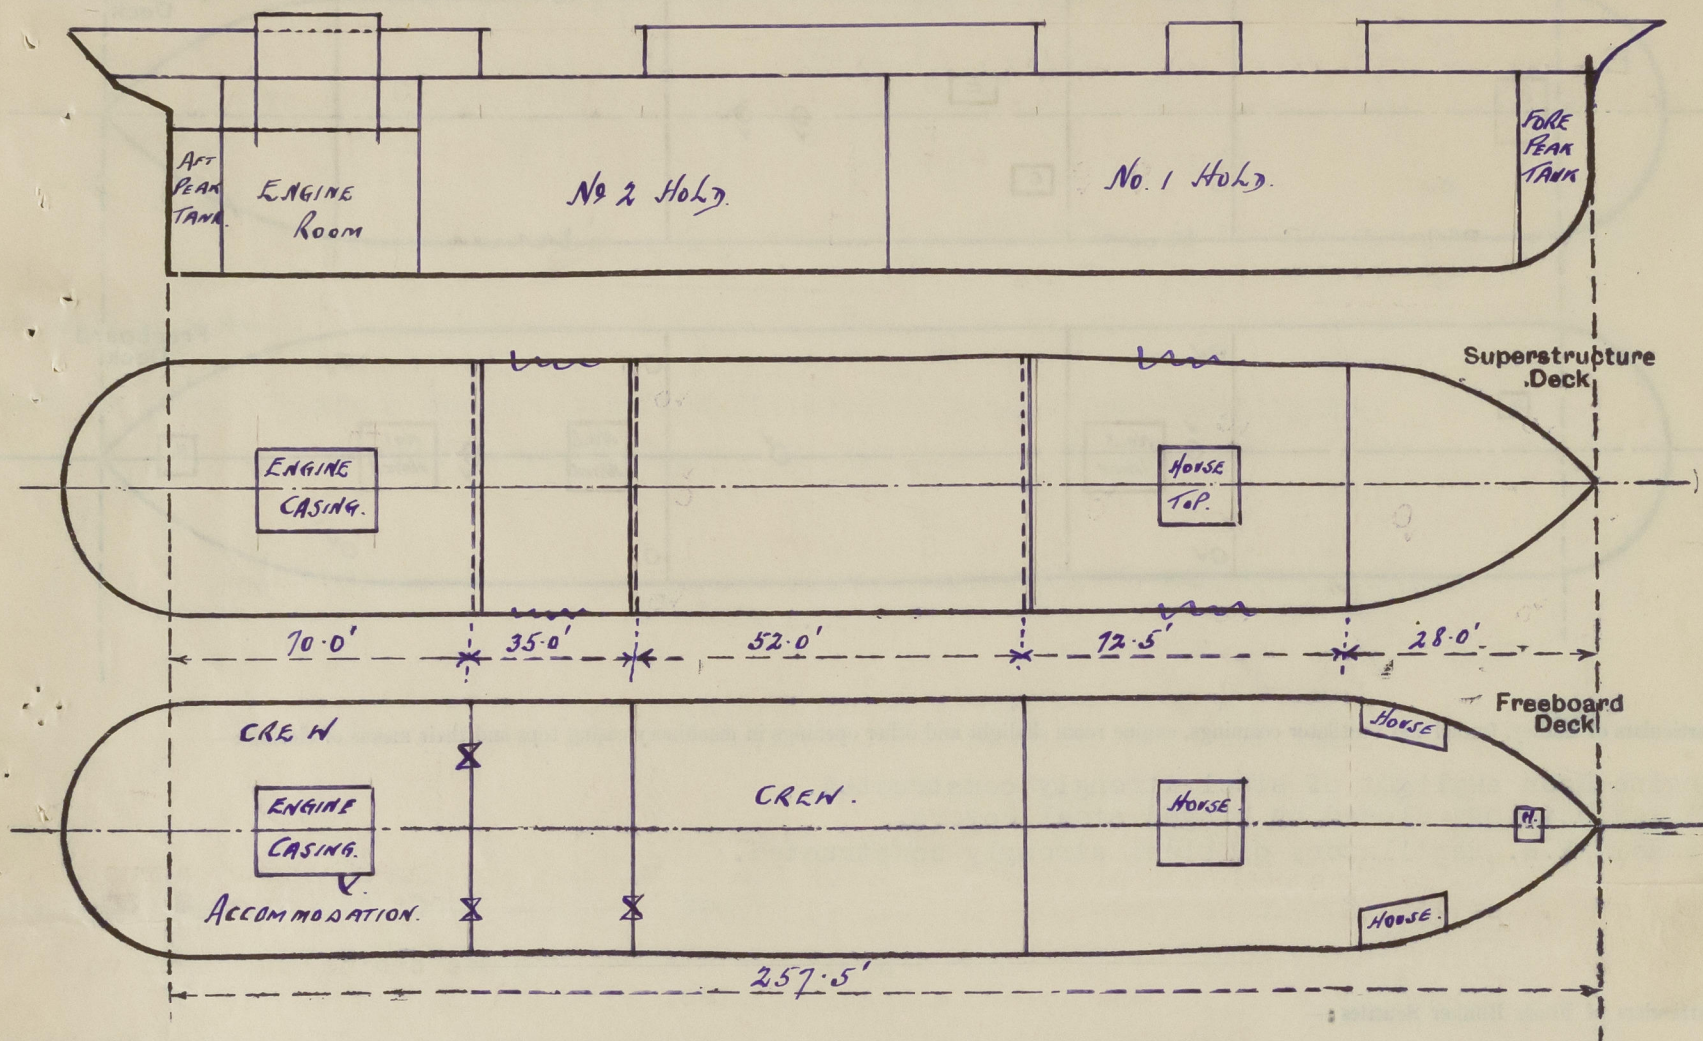 AFT
PEAK
TANK
ENGINE
ROOM
No 2 HOLD.
No. 1 HOLD.
FORE
PEAK
TANK
Superstructure
Deck
ENGINE
CASING.
HOUSE
TOP.
70·0'
35·0'
52·0'
72·5'
28·0'
Freeboard
Deck
CREW
ENGINE
CASING.
ACCOMMODATION.
CREW.
HOUSE
HOUSE
H.
HOUSE.
257·5'